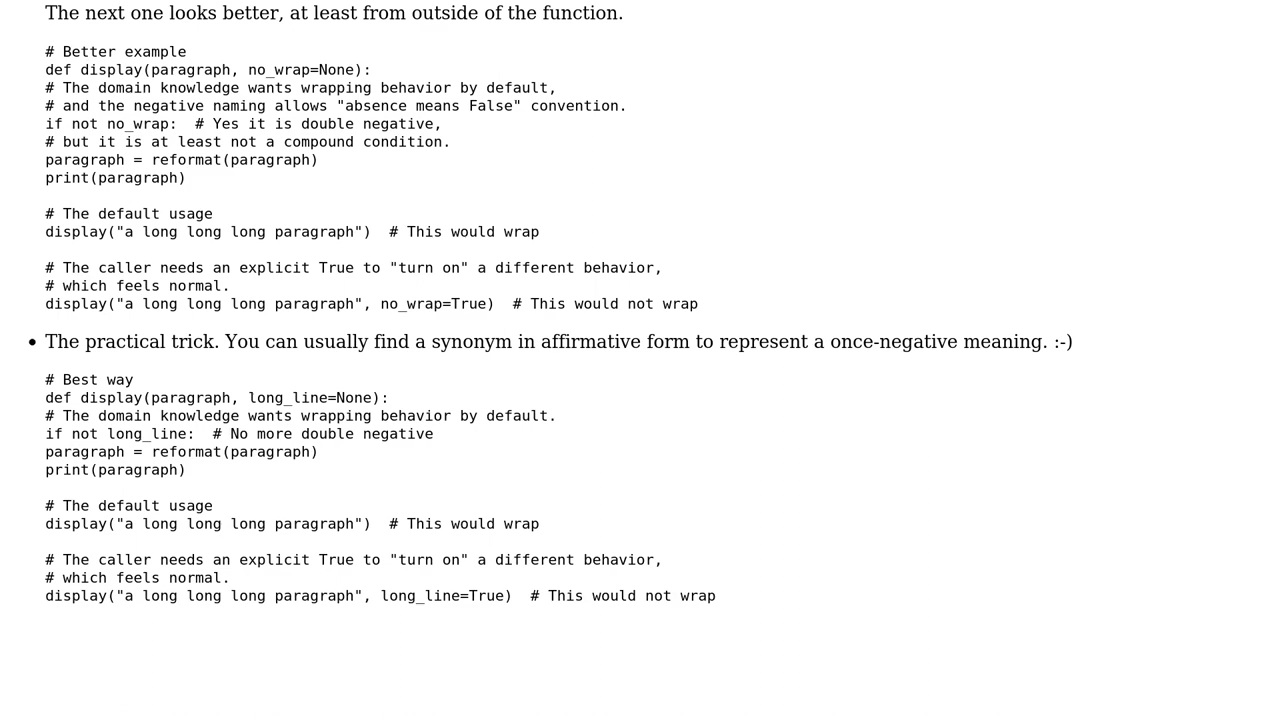 The next one looks better, at least from outside of the function.
# Better example
def display(paragraph, no_wrap=None):
# The domain knowledge wants wrapping behavior by default,
# and the negative naming allows "absence means False" convention.
if not no_wrap:  # Yes it is double negative,
# but it is at least not a compound condition.
paragraph = reformat(paragraph)
print(paragraph)
# The default usage
display("a long long long paragraph")  # This would wrap
# The caller needs an explicit True to "turn on" a different behavior,
# which feels normal.
display("a long long long paragraph", no_wrap=True)  # This would not wrap
• The practical trick. You can usually find a synonym in affirmative form to represent a once-negative meaning. :-)
# Best way
def display(paragraph, long_line=None):
# The domain knowledge wants wrapping behavior by default.
if not long_line:  # No more double negative
paragraph = reformat(paragraph)
print(paragraph)
# The default usage
display("a long long long paragraph")  # This would wrap
# The caller needs an explicit True to "turn on" a different behavior,
# which feels normal.
display("a long long long paragraph", long_line=True)  # This would not wrap